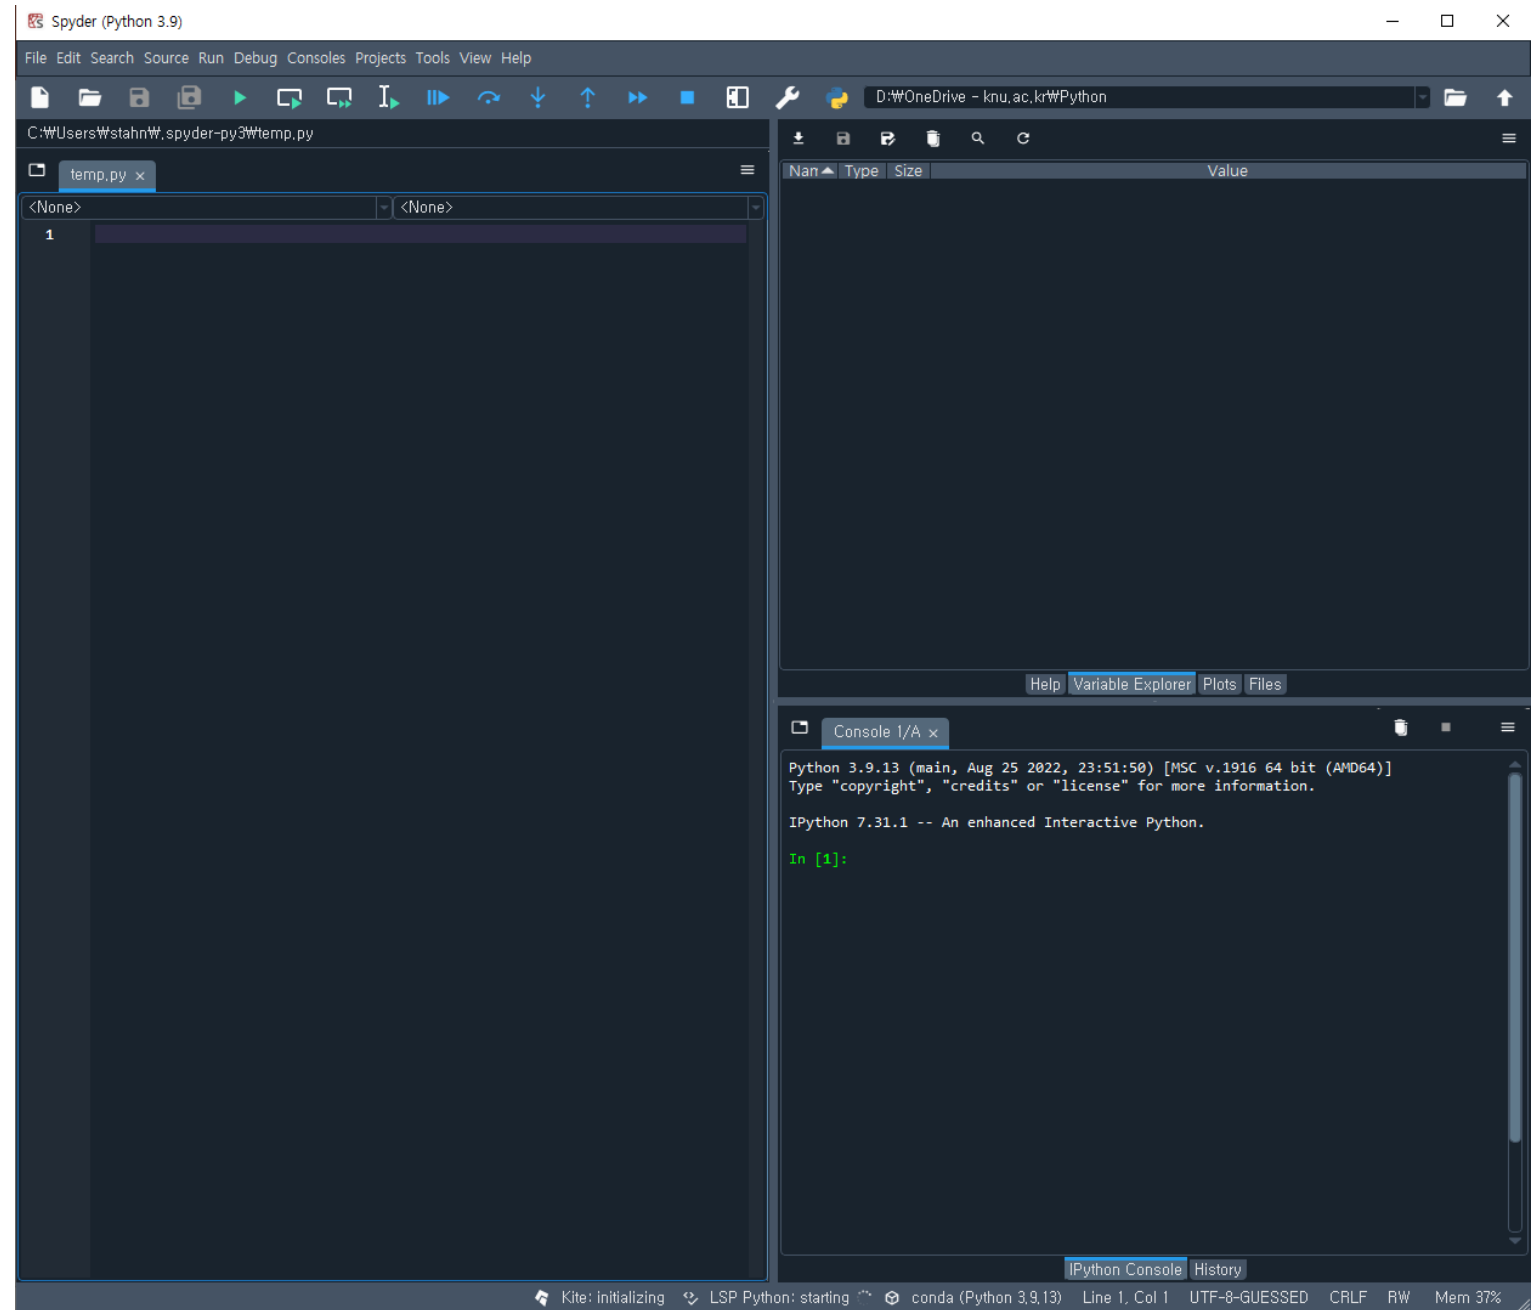 Spyder (Python 3.9)
File Edit Search Source Run Debug Consoles Projects Tools View Help
D:₩OneDrive - knu.ac.kr₩Python
C:₩Users₩stahn₩.spyder-py3₩temp.py
temp.py
<None>
<None>
1
Nam Type Size Value
Help Variable Explorer Plots Files
Console 1/A
Python 3.9.13 (main, Aug 25 2022, 23:51:50) [MSC v.1916 64 bit (AMD64)]
Type "copyright", "credits" or "license" for more information.
IPython 7.31.1 -- An enhanced Interactive Python.
In [1]:
IPython Console History
Kite: initializing LSP Python: starting conda (Python 3.9.13) Line 1, Col 1 UTF-8-GUESSED CRLF RW Mem 37%